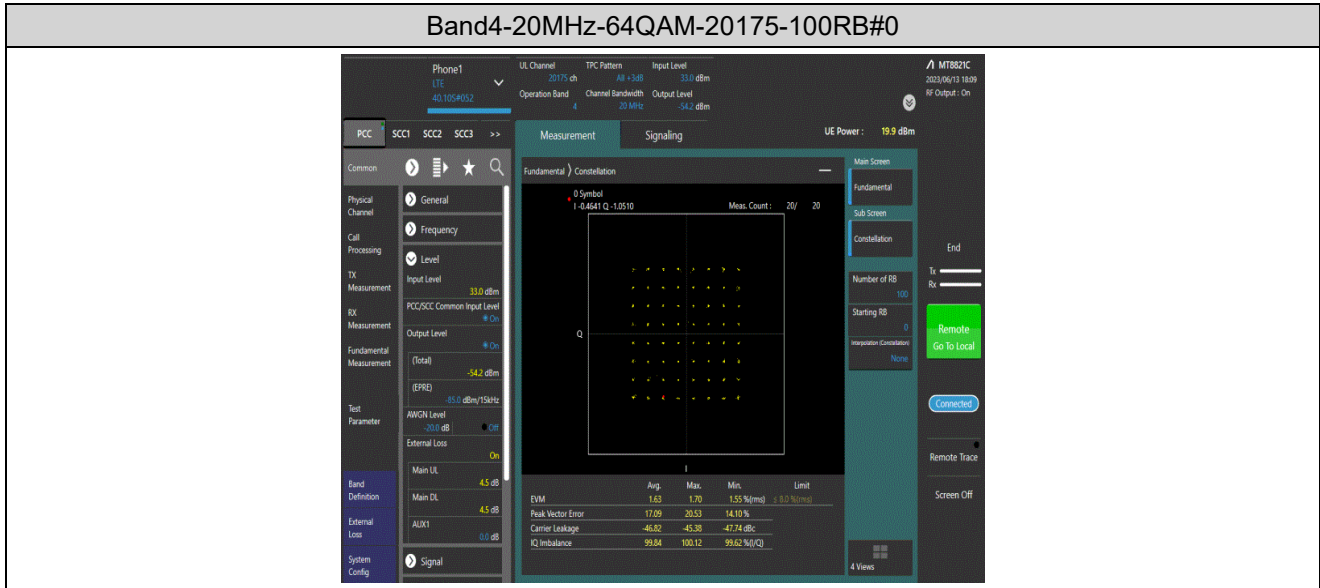 Band4-20MHz-64QAM-20175-100RB#0
Phone1
LTE
40.10S#052
UL Channel TPC Pattern Input Level
20175 ch All +3dB 33.0 dBm
Operation Band Channel Bandwidth Output Level
4 20 MHz -54.2 dBm
MT8821C
2023/06/13 18:09
RF Output : On
PCC SCC1 SCC2 SCC3 >>
Measurement Signaling
UE Power : 19.9 dBm
Common
Physical
Channel
Call
Processing
TX
Measurement
RX
Measurement
Fundamental
Measurement
Test
Parameter
Band
Definition
External
Loss
System
Config
General
Frequency
Level
Input Level
33.0 dBm
PCC/SCC Common Input Level
On
Output Level
On
(Total)
-54.2 dBm
(EPRE)
-85.0 dBm/15kHz
AWGN Level
-20.0 dB Off
External Loss
On
Main UL
4.5 dB
Main DL
4.5 dB
AUX1
0.0 dB
Signal
Fundamental Constellation
0 Symbol
I -0.4641 Q -1.0510 Meas. Count : 20/ 20
Q
I
Avg. Max. Min. Limit
EVM 1.63 1.70 1.55 %(rms) ≤ 8.0 %(rms)
Peak Vector Error 17.09 20.53 14.10 %
Carrier Leakage -46.82 -45.38 -47.74 dBc
IQ Imbalance 99.84 100.12 99.62 %(I/Q)
Main Screen
Fundamental
Sub Screen
Constellation
Number of RB
100
Starting RB
0
Interpolation (Constellation)
None
4 Views
End
Tx
Rx
Remote
Go To Local
Connected
Remote Trace
Screen Off